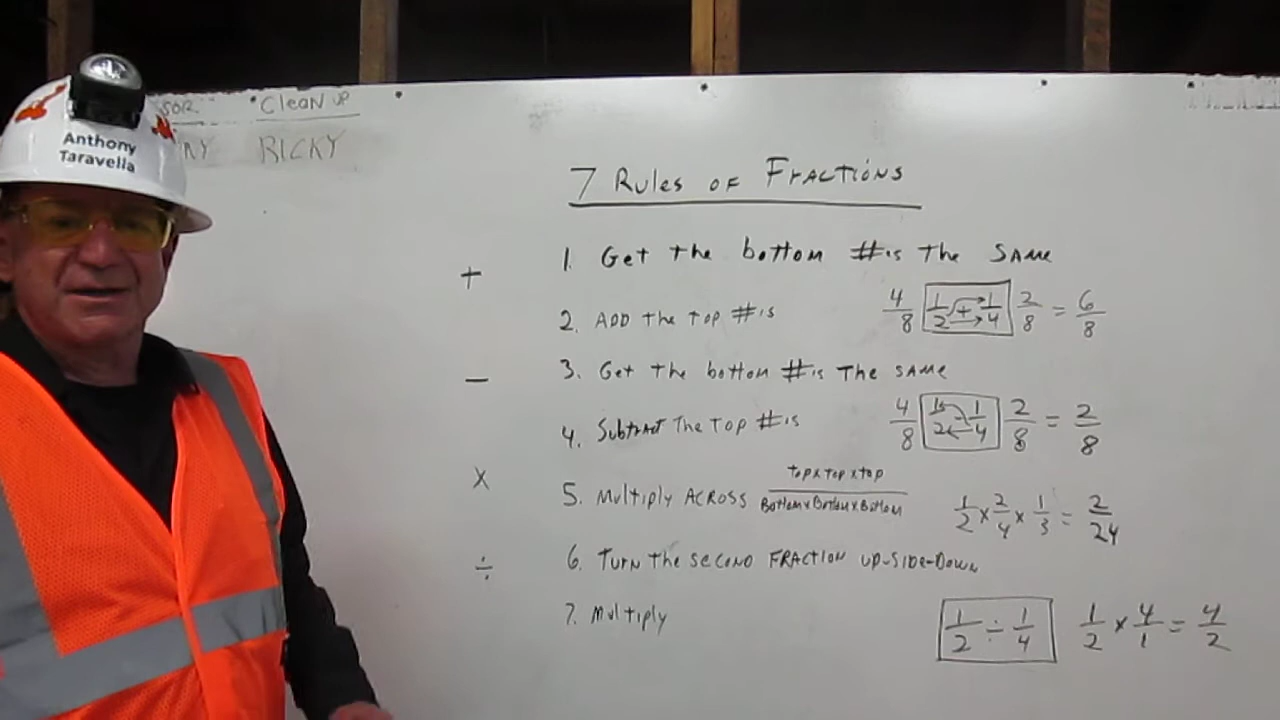 Clean up
Anthony
Taravella
RICKY
7 Rules of Fractions
+ 1. Get the bottom #is the same
2. ADD the top #is 4/8 1/2 + 1/4 2/8 = 6/8
− 3. Get the bottom #is the same
4. Subtract the top #is 4/8 1/2 - 1/4 2/8 = 2/8
x 5. Multiply ACROSS top x top x top / Bottom x Bottom x Bottom 1/2 x 2/4 x 1/3 = 2/24
÷ 6. Turn the second FRACTION up-side-Down
7. Multiply 1/2 ÷ 1/4 1/2 x 4/1 = 4/2